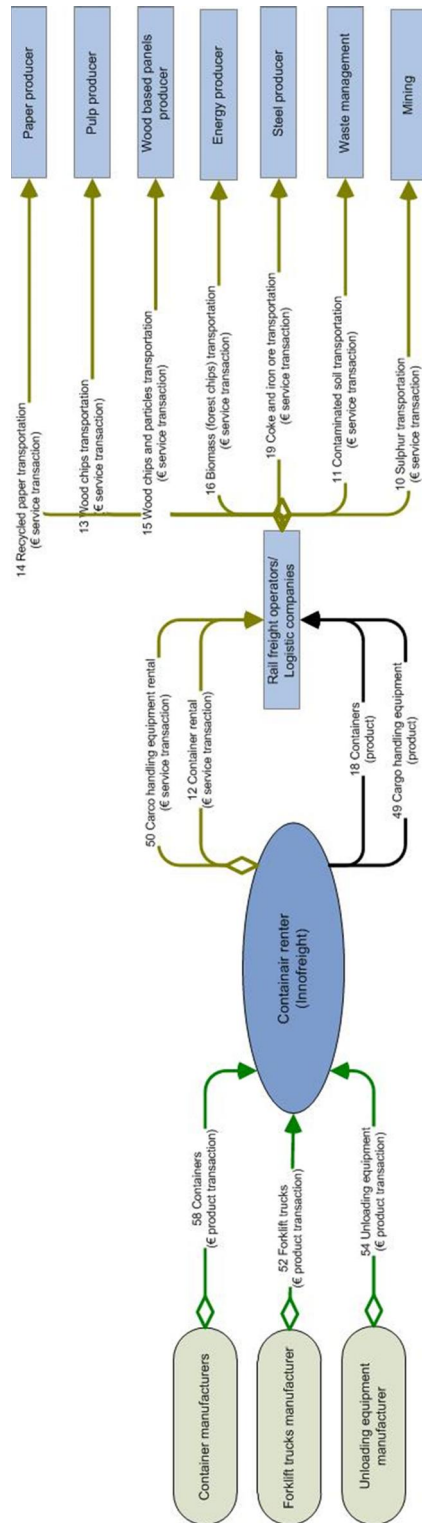 Container manufacturers
Forklift trucks manufacturer
Unloading equipment
manufacturer
58 Containers
(€ product transaction)
52 Forklift trucks
(€ product transaction)
54 Unloading equipment
(€ product transaction)
Containair renter
(Innofreight)
50 Carco handling equipment rental
(€ service transaction)
12 Container rental
(€ service transaction)
18 Containers
(product)
49 Cargo handling equipment
(product)
Rail freight operators/
Logistic companies
14 Recycled paper transportation
(€ service transaction)
13 Wood chips transportation
(€ service transaction)
15 Wood chips and particles transportation
(€ service transaction)
16 Biomass (forest chips) transportation
(€ service transaction)
19 Coke and iron ore transportation
(€ service transaction)
11 Contaminated soil transportation
(€ service transaction)
10 Sulphur transportation
(€ service transaction)
Paper producer
Pulp producer
Wood based panels
producer
Energy producer
Steel producer
Waste management
Mining